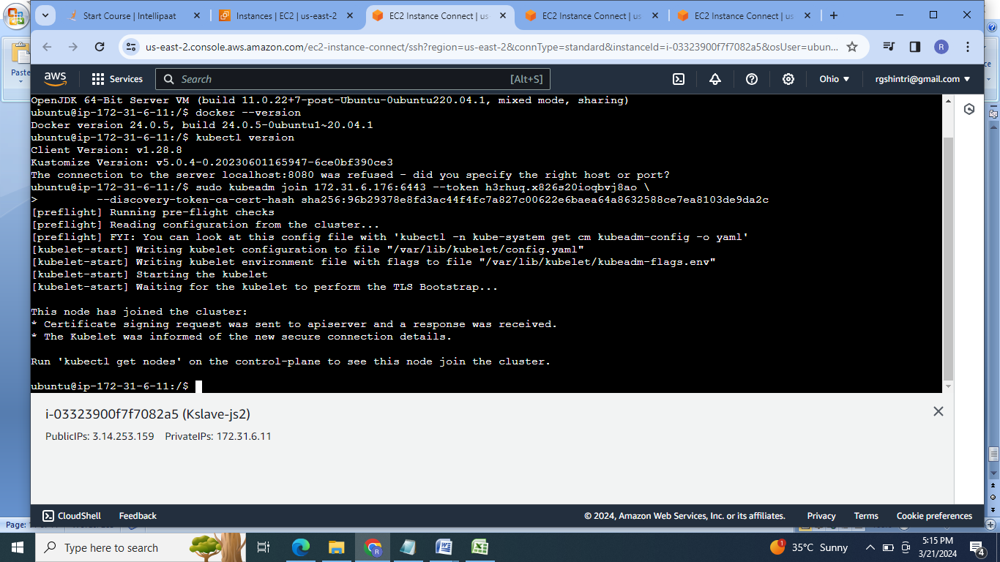 Start Course | Intellipaat
Instances | EC2 | us-east-2
EC2 Instance Connect | us
EC2 Instance Connect | us
EC2 Instance Connect | us
us-east-2.console.aws.amazon.com/ec2-instance-connect/ssh?region=us-east-2&connType=standard&instanceId=i-03323900f7f7082a5&osUser=ubun...
R
Paste
aws
Services
Search
[Alt+S]
Ohio
rgshintri@gmail.com
OpenJDK 64-Bit Server VM (build 11.0.22+7-post-Ubuntu-0ubuntu220.04.1, mixed mode, sharing)
ubuntu@ip-172-31-6-11:/$ docker --version
Docker version 24.0.5, build 24.0.5-0ubuntu1~20.04.1
ubuntu@ip-172-31-6-11:/$ kubectl version
Client Version: v1.28.8
Kustomize Version: v5.0.4-0.20230601165947-6ce0bf390ce3
The connection to the server localhost:8080 was refused - did you specify the right host or port?
ubuntu@ip-172-31-6-11:/$ sudo kubeadm join 172.31.6.176:6443 --token h3rhuq.x826s20ioqbvj8ao \
> --discovery-token-ca-cert-hash sha256:96b29378e8fd3ac44f4fc7a827c00622e6baea64a8632588ce7ea8103de9da2c
[preflight] Running pre-flight checks
[preflight] Reading configuration from the cluster...
[preflight] FYI: You can look at this config file with 'kubectl -n kube-system get cm kubeadm-config -o yaml'
[kubelet-start] Writing kubelet configuration to file "/var/lib/kubelet/config.yaml"
[kubelet-start] Writing kubelet environment file with flags to file "/var/lib/kubelet/kubeadm-flags.env"
[kubelet-start] Starting the kubelet
[kubelet-start] Waiting for the kubelet to perform the TLS Bootstrap...
This node has joined the cluster:
* Certificate signing request was sent to apiserver and a response was received.
* The Kubelet was informed of the new secure connection details.
Run 'kubectl get nodes' on the control-plane to see this node join the cluster.
ubuntu@ip-172-31-6-11:/$
i-03323900f7f7082a5 (Kslave-js2)
PublicIPs: 3.14.253.159 PrivateIPs: 172.31.6.11
CloudShell
Feedback
© 2024, Amazon Web Services, Inc. or its affiliates.
Privacy
Terms
Cookie preferences
Page:
Type here to search
R
1
35°C Sunny
5:15 PM
3/21/2024
4